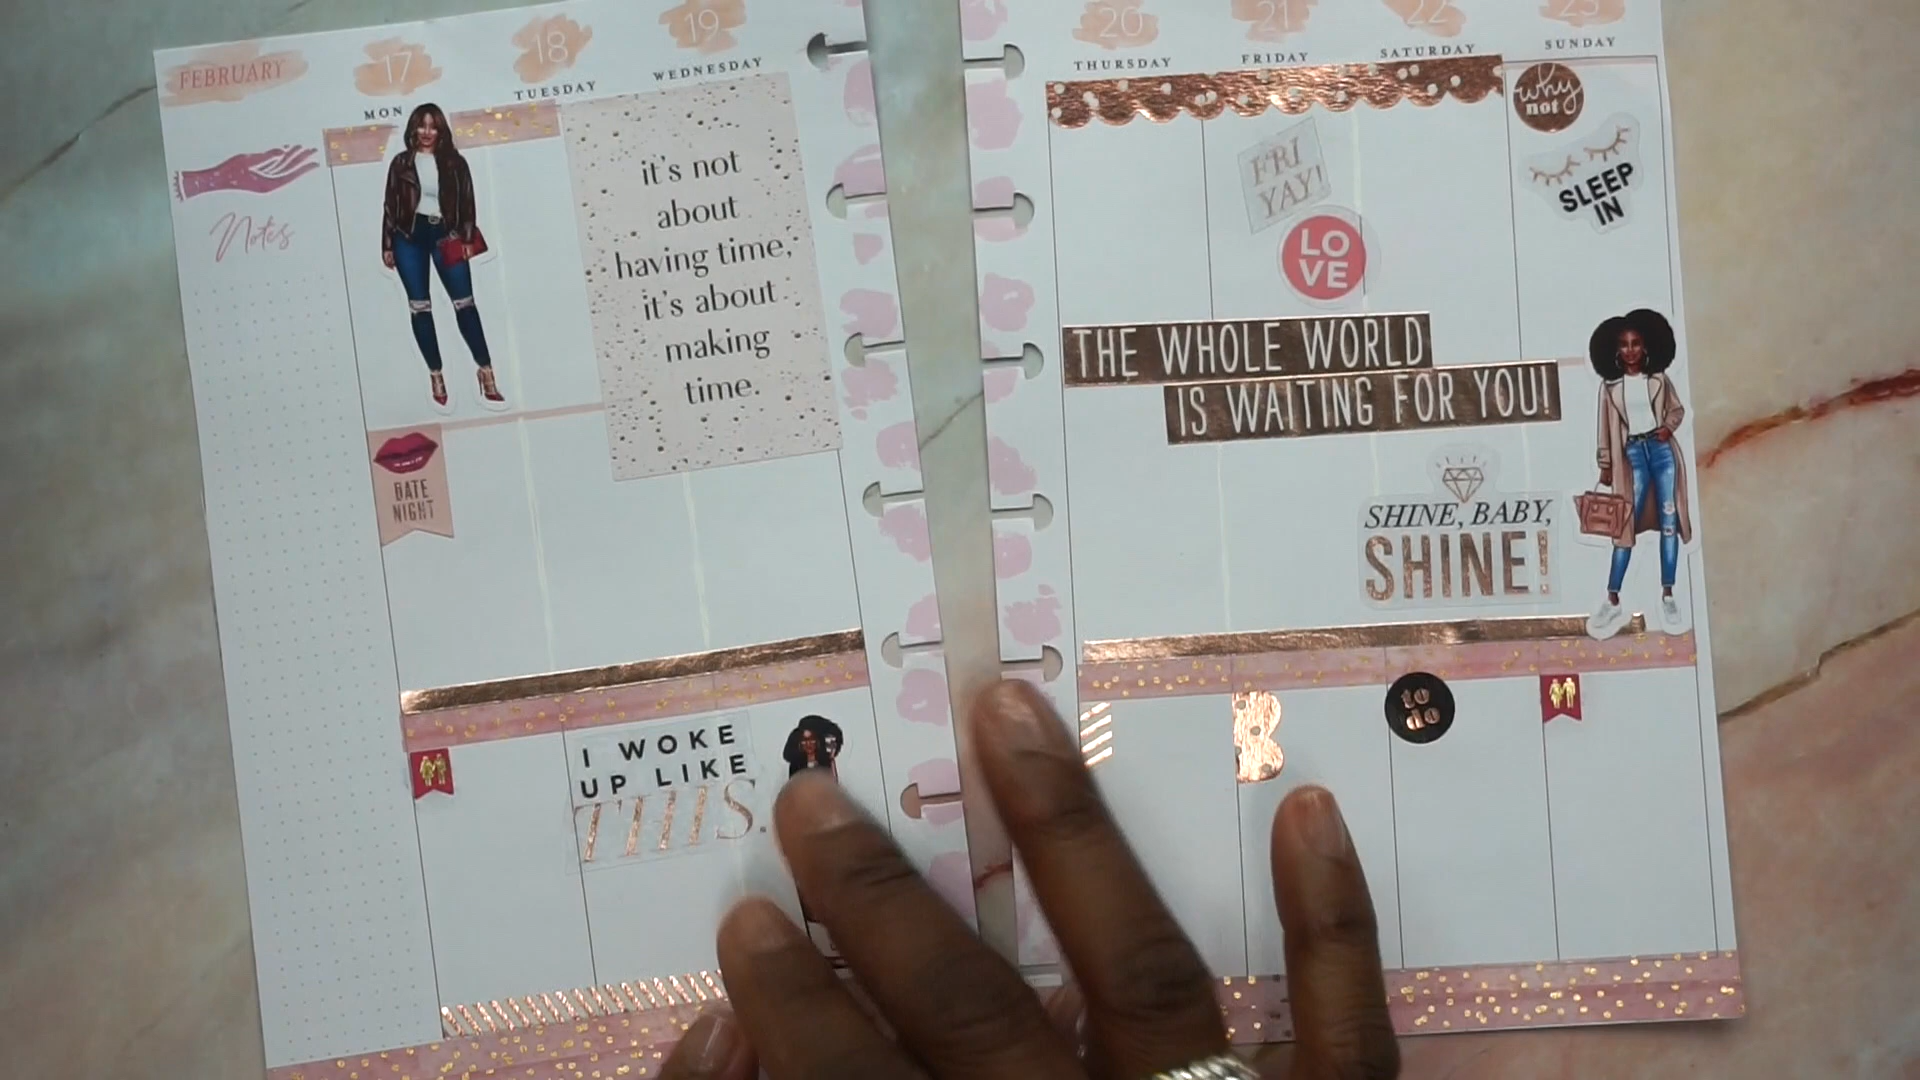 FEBRUARY
17
18
19
MON
TUESDAY
WEDNESDAY
Notes
it's not
about
having time,
it's about
making
time.
DATE
NIGHT
I WOKE
UP LIKE
THIS.
20
21
22
23
THURSDAY
FRIDAY
SATURDAY
SUNDAY
why
not
FRI
YAY!
LO
VE
SLEEP
IN
THE WHOLE WORLD
IS WAITING FOR YOU!
SHINE, BABY,
SHINE!
B
to
do